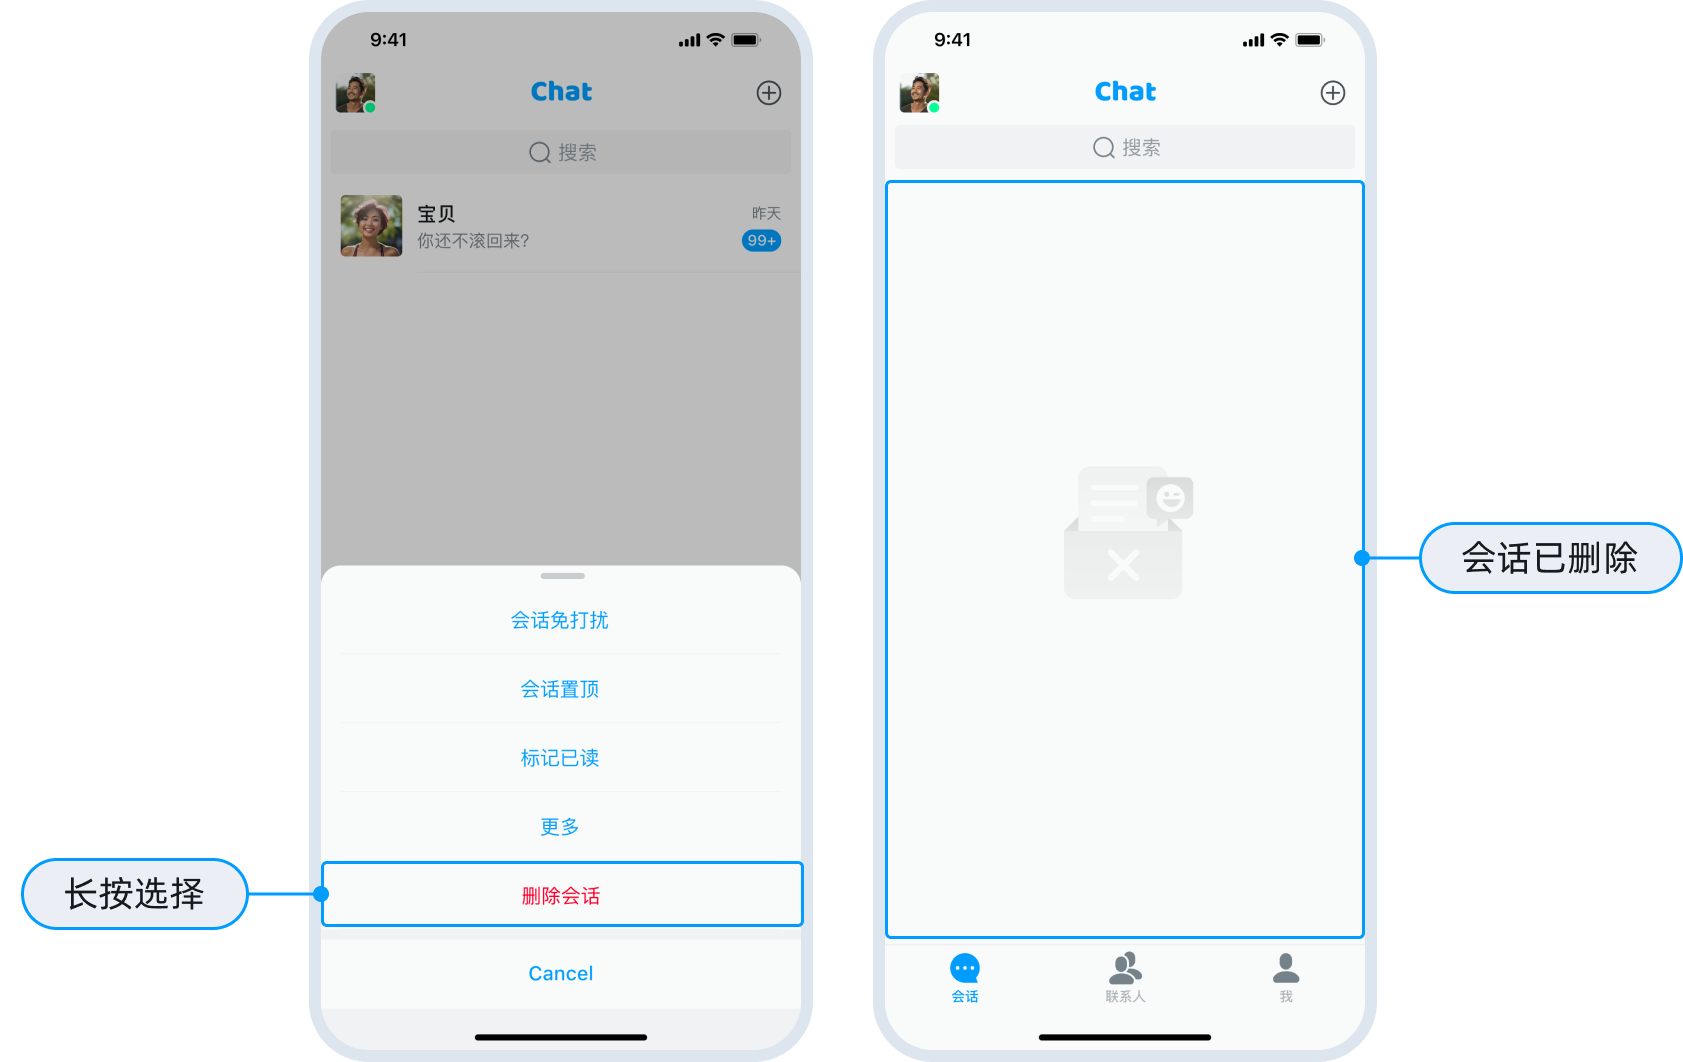 9:41
Chat
搜索
宝贝
昨天
你还不滚回来?
99+
会话免打扰
会话置顶
标记已读
更多
删除会话
Cancel
长按选择
9:41
Chat
搜索
会话已删除
会话
联系人
我